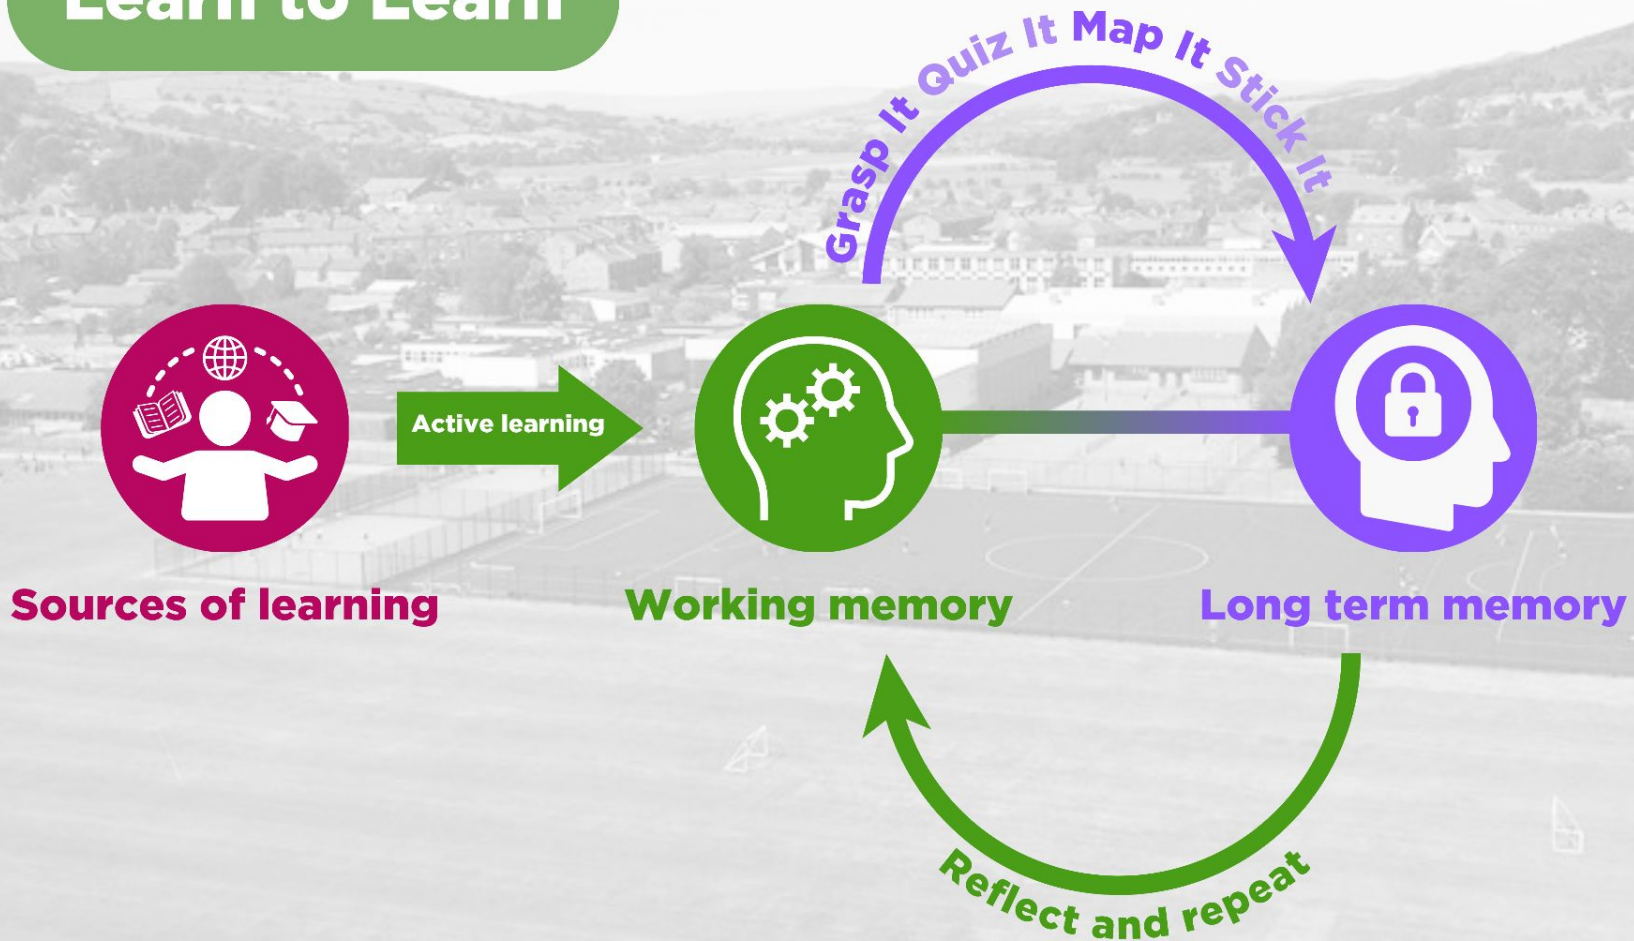 Learn to Learn
Grasp It Quiz It Map It Stick It
Active learning
Sources of learning
Working memory
Long term memory
Reflect and repeat